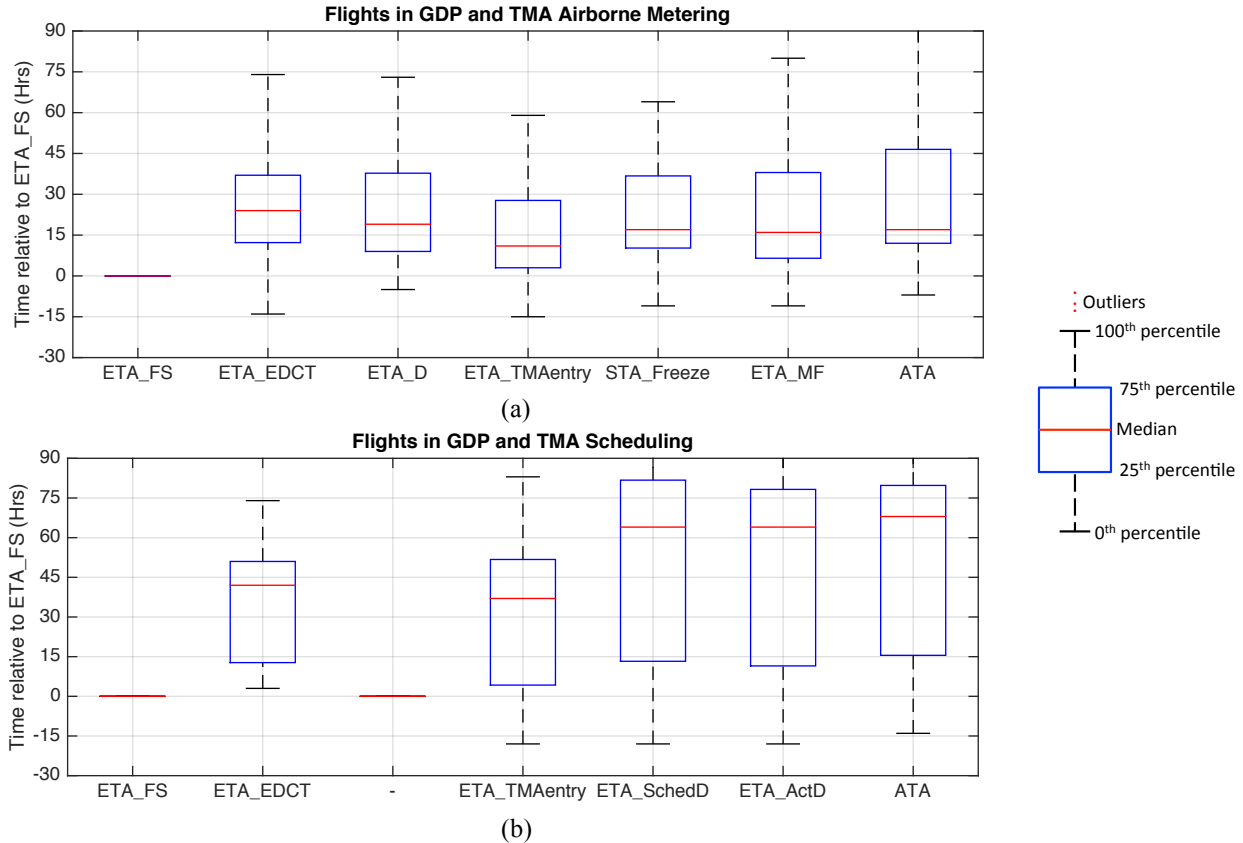 Flights in GDP and TMA Airborne Metering
Time relative to ETA_FS (Hrs)
90
75
60
45
30
15
0
-15
-30
ETA_FS ETA_EDCT ETA_D ETA_TMAentry STA_Freeze ETA_MF ATA
(a)
Flights in GDP and TMA Scheduling
Time relative to ETA_FS (Hrs)
90
75
60
45
30
15
0
-15
-30
ETA_FS ETA_EDCT - ETA_TMAentry ETA_SchedD ETA_ActD ATA
(b)
Outliers
100th percentile
75th percentile
Median
25th percentile
0th percentile